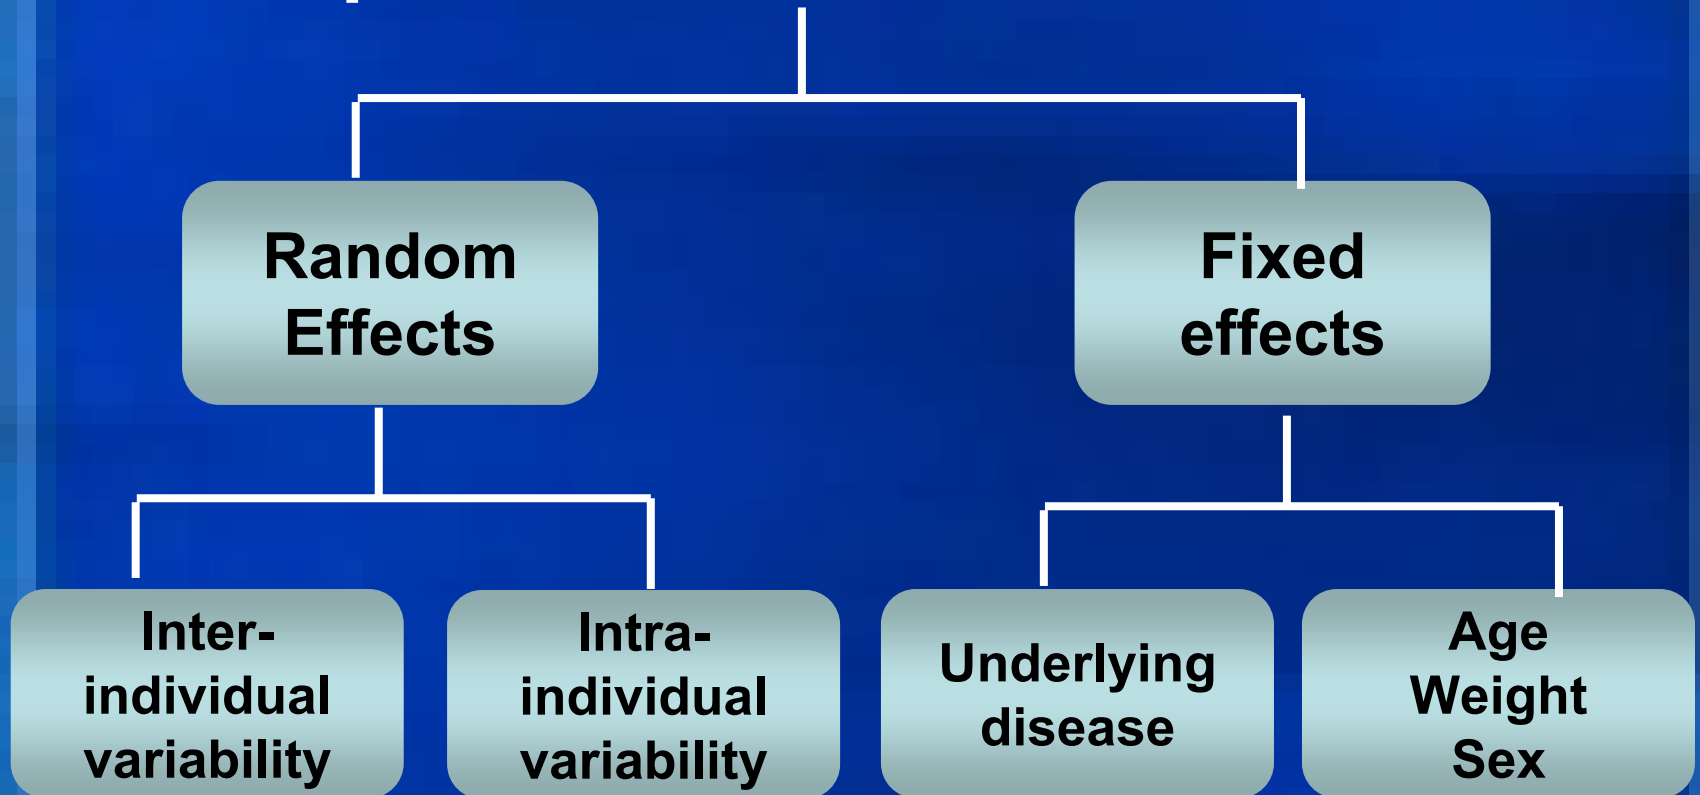 Random
Effects
Fixed
effects
Inter-
individual
variability
Intra-
individual
variability
Underlying
disease
Age
Weight
Sex